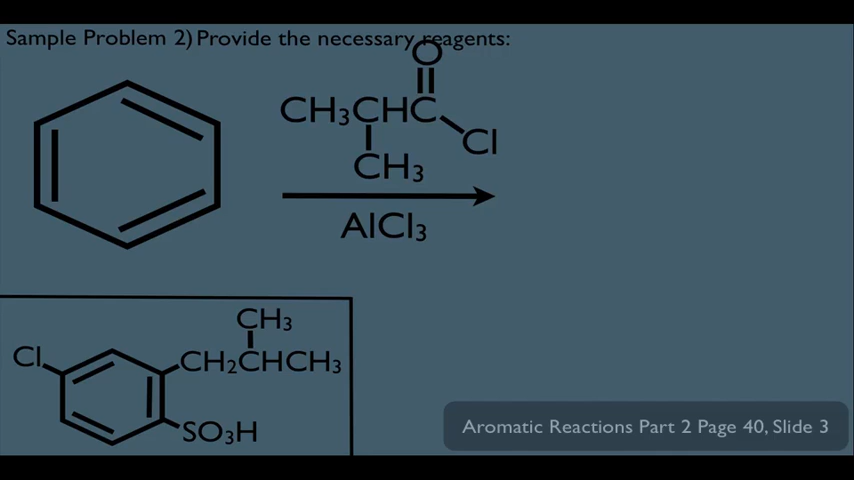 Sample Problem 2) Provide the necessary reagents:
O
CH3CHC
Cl
CH3
AlCl3
CH3
Cl
CH2CHCH3
SO3H
Aromatic Reactions Part 2 Page 40, Slide 3